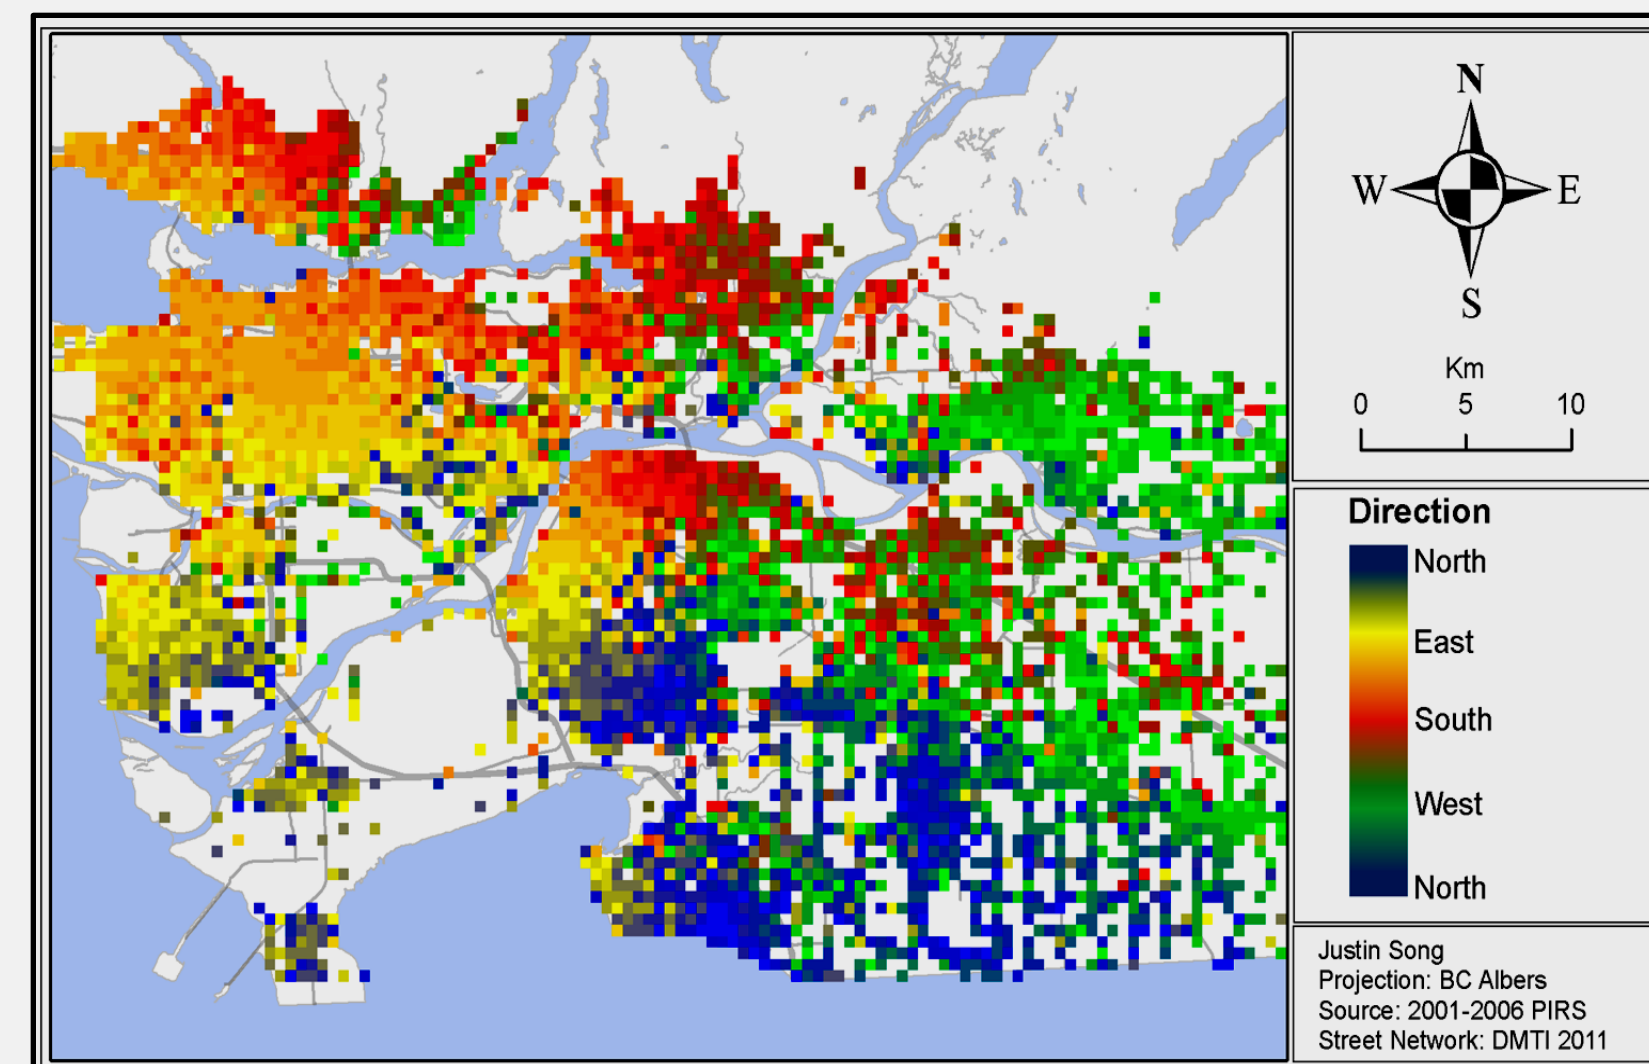 N
W E
S
Km
0 5 10
Direction
North
East
South
West
North
Justin Song
Projection: BC Albers
Source: 2001-2006 PIRS
Street Network: DMTI 2011